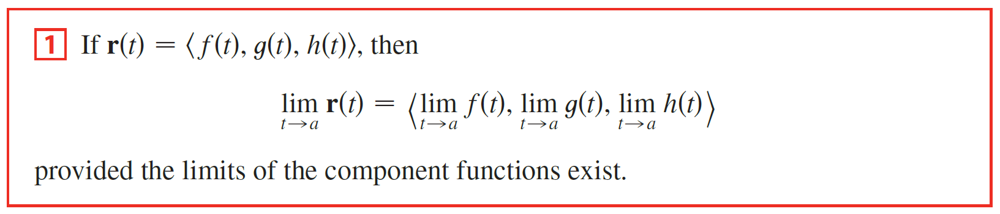 1 If r(t) = ⟨f(t), g(t), h(t)⟩, then
lim t→a r(t) = ⟨lim t→a f(t), lim t→a g(t), lim t→a h(t)⟩
provided the limits of the component functions exist.